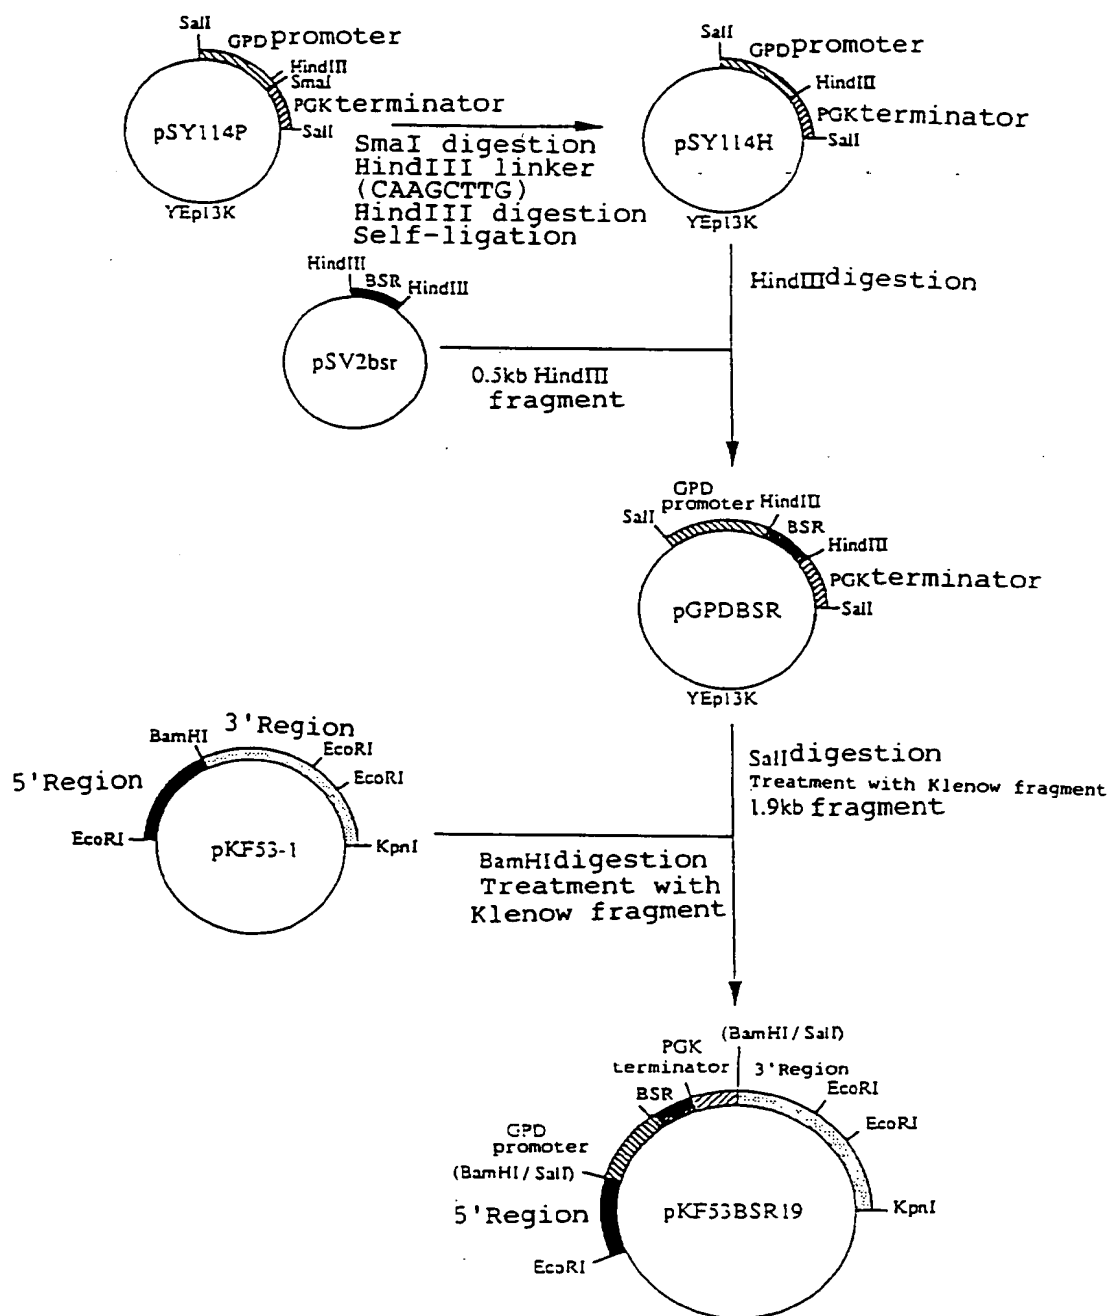 SalI
GPD promoter
HindIII
SmaI
PGK terminator
SalI
pSY114P
YEp13K
SmaI digestion
HindIII linker
(CAAGCTTG)
HindIII digestion
Self-ligation
SalI
GPD promoter
HindIII
PGK terminator
SalI
pSY114H
YEp13K
HindIII digestion
HindIII
BSR
HindIII
pSV2bsr
0.5kb HindIII
fragment
GPD
promoter
HindIII
SalI
BSR
HindIII
PGK terminator
SalI
pGPDBSR
YEp13K
SalI digestion
Treatment with Klenow fragment
1.9kb fragment
3'Region
BamHI
EcoRI
EcoRI
5'Region
EcoRI
KpnI
pKF53-1
BamHI digestion
Treatment with
Klenow fragment
(BamHI / SalI)
PGK
terminator
3'Region
BSR
EcoRI
EcoRI
GPD
promoter
(BamHI / SalI)
5'Region
pKF53BSR19
KpnI
EcoRI